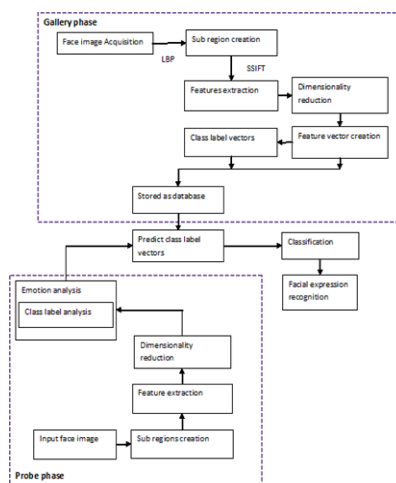 Gallery phase
Face image Acquisition
Sub region creation
LBP
SSIFT
Features extraction
Dimensionality
reduction
Class label vectors
Feature vector creation
Stored as database
Predict class label
vectors
Classification
Facial expression
recognition
Emotion analysis
Class label analysis
Dimensionality
reduction
Feature extraction
Input face image
Sub regions creation
Probe phase